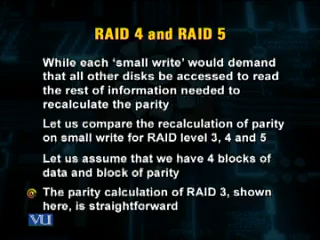 RAID 4 and RAID 5
While each ‘small write’ would demand
that all other disks be accessed to read
the rest of information needed to
recalculate the parity
Let us compare the recalculation of parity
on small write for RAID level 3, 4 and 5
Let us assume that we have 4 blocks of
data and block of parity
The parity calculation of RAID 3, shown
here, is straightforward
VU